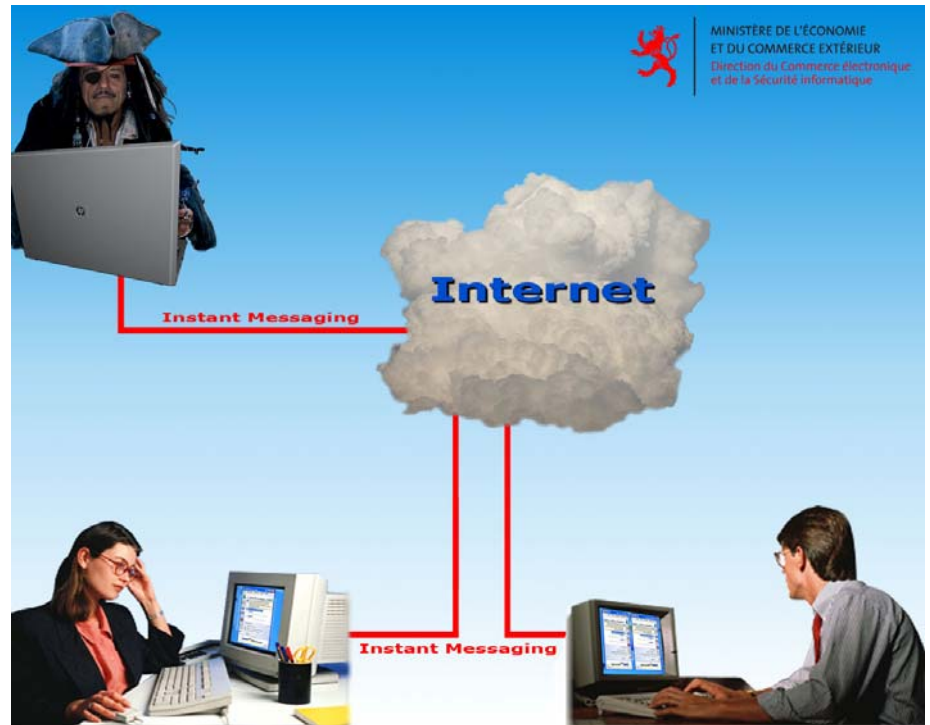 MINISTÈRE DE L'ÉCONOMIE
ET DU COMMERCE EXTÉRIEUR
Direction du Commerce électronique
et de la Sécurité informatique
Internet
Instant Messaging
Instant Messaging